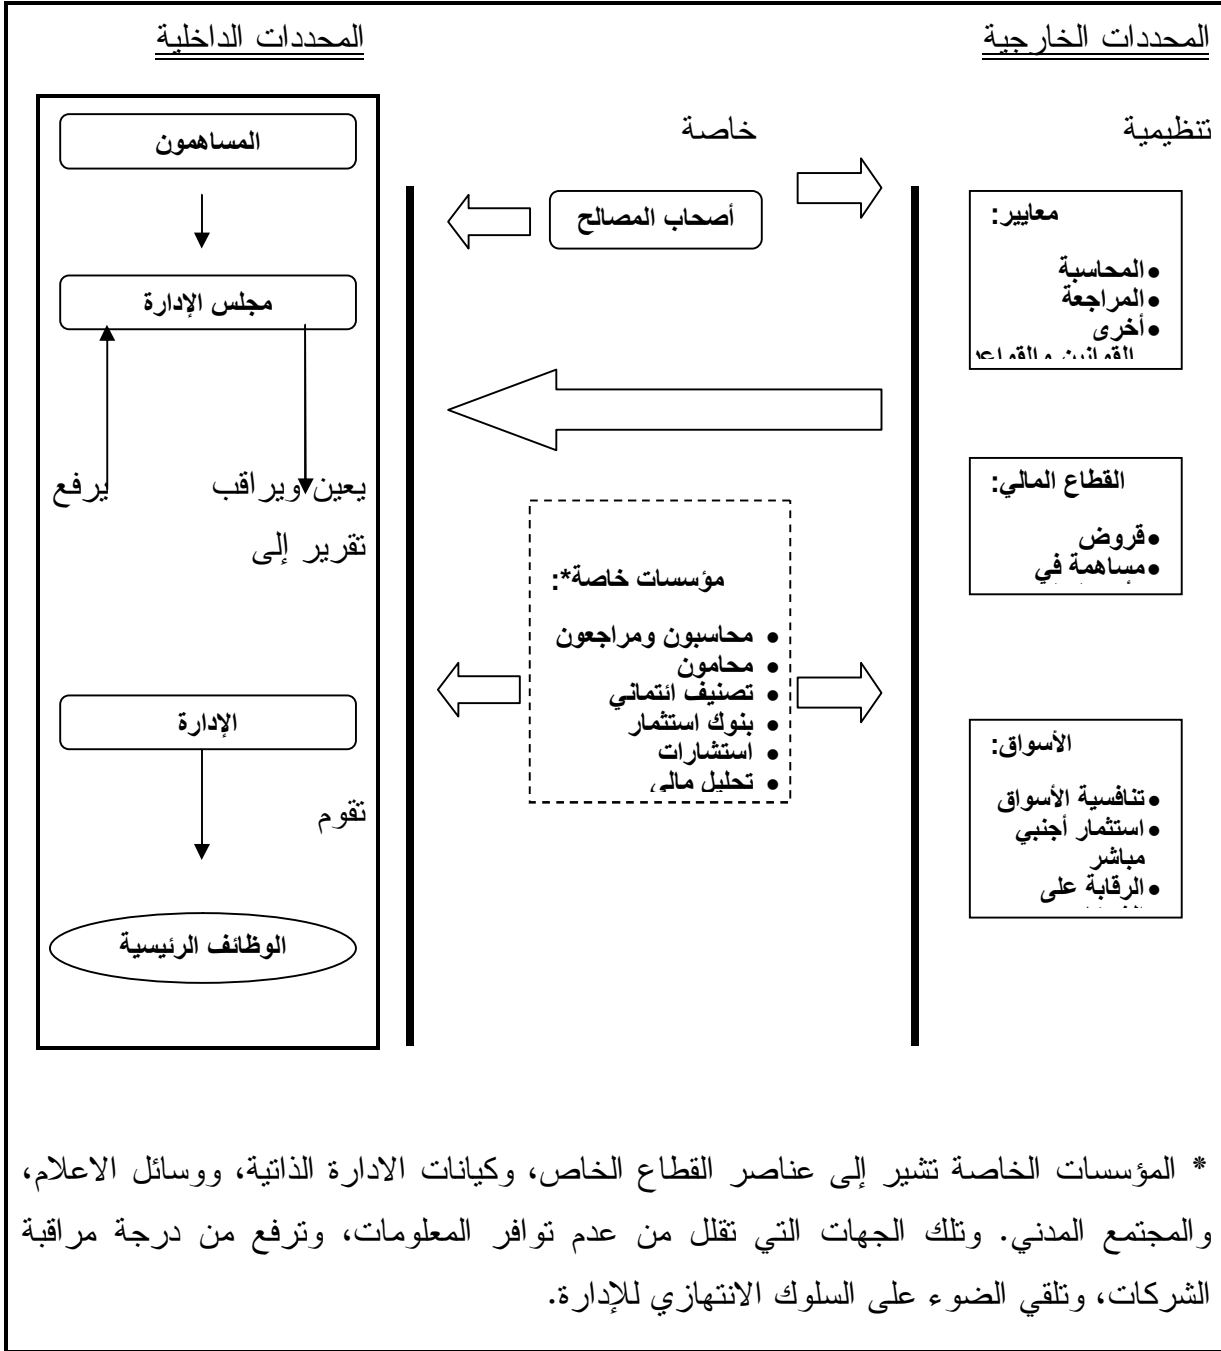 المحددات الخارجية
المحددات الداخلية
تنظيمية
خاصة
المساهمون
مجلس الإدارة
يعين ويراقب
يرفع
تقرير إلى
الإدارة
تقوم
الوظائف الرئيسية
أصحاب المصالح
مؤسسات خاصة*:
• محاسبون ومراجعون
• محامون
• تصنيف ائتماني
• بنوك استثمار
• استشارات
• تحليل مالي
معايير:
• المحاسبة
• المراجعة
• أخرى
القوانين والقواعد
القطاع المالي:
• قروض
• مساهمة في
الأسواق:
• تنافسية الأسواق
• استثمار أجنبي
مباشر
• الرقابة على
* المؤسسات الخاصة تشير إلى عناصر القطاع الخاص، وكيانات الادارة الذاتية، ووسائل الاعلام،
والمجتمع المدني. وتلك الجهات التي تقلل من عدم توافر المعلومات، وترفع من درجة مراقبة
الشركات، وتلقي الضوء على السلوك الانتهازي للإدارة.